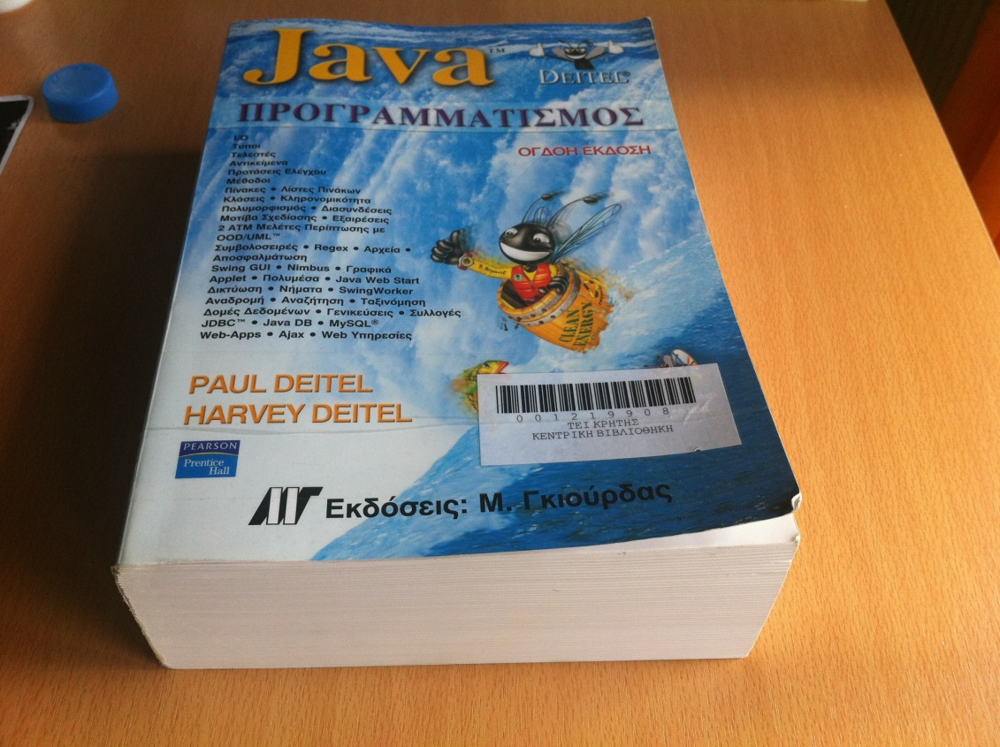 Java™
DEITEL®
ΠΡΟΓΡΑΜΜΑΤΙΣΜΟΣ
ΟΓΔΟΗ ΕΚΔΟΣΗ
I/O
Τύποι
Τελεστές
Αντικείμενα
Προτάσεις Ελέγχου
Μέθοδοι
Πίνακες • Λίστες Πινάκων
Κλάσεις • Κληρονομικότητα
Πολυμορφισμός • Διασυνδέσεις
Μοτίβα Σχεδίασης • Εξαιρέσεις
2 ATM Μελέτες Περίπτωσης με
OOD/UML™
Συμβολοσειρές • Regex • Αρχεία •
Αποσφαλμάτωση
Swing GUI • Nimbus • Γραφικά
Applet • Πολυμέσα • Java Web Start
Δικτύωση • Νήματα • SwingWorker
Αναδρομή • Αναζήτηση • Ταξινόμηση
Δομές Δεδομένων • Γενικεύσεις • Συλλογές
JDBC™ • Java DB • MySQL®
Web-Apps • Ajax • Web Υπηρεσίες
CLEAN
ENERGY
PAUL DEITEL
HARVEY DEITEL
001219908
ΤΕΙ ΚΡΗΤΗΣ
ΚΕΝΤΡΙΚΗ ΒΙΒΛΙΟΘΗΚΗ
PEARSON
Prentice
Hall
Εκδόσεις: Μ. Γκιούρδας